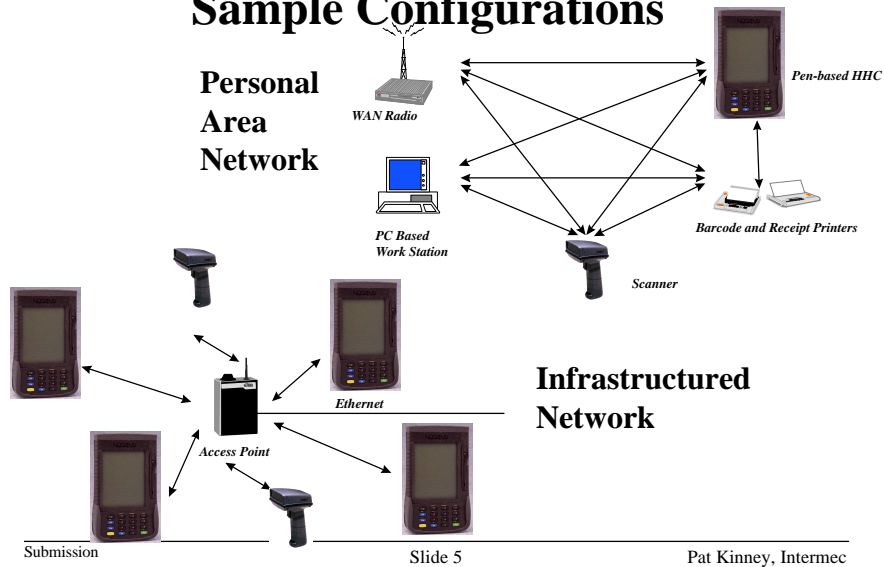 Sample Configurations
Personal
Area
Network
WAN Radio
Pen-based HHC
PC Based
Work Station
Barcode and Receipt Printers
Scanner
Infrastructured
Network
Ethernet
Access Point
Submission
Slide 5
Pat Kinney, Intermec